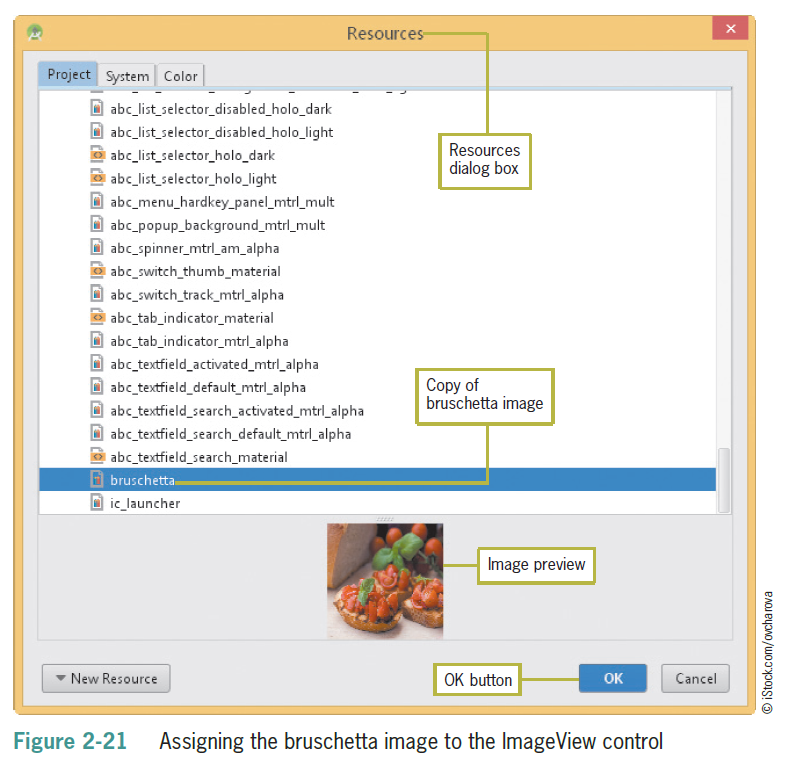 Resources
Project System Color
abc_list_selector_disabled_holo_dark
abc_list_selector_disabled_holo_light
Resources
dialog box
abc_list_selector_holo_dark
abc_list_selector_holo_light
abc_menu_hardkey_panel_mtrl_mult
abc_popup_background_mtrl_mult
abc_spinner_mtrl_am_alpha
abc_switch_thumb_material
abc_switch_track_mtrl_alpha
abc_tab_indicator_material
abc_tab_indicator_mtrl_alpha
abc_textfield_activated_mtrl_alpha
abc_textfield_default_mtrl_alpha
Copy of
bruschetta image
abc_textfield_search_activated_mtrl_alpha
abc_textfield_search_default_mtrl_alpha
abc_textfield_search_material
bruschetta
ic_launcher
Image preview
New Resource
OK button
OK
Cancel
© iStock.com/ovcharova
Figure 2-21 Assigning the bruschetta image to the ImageView control